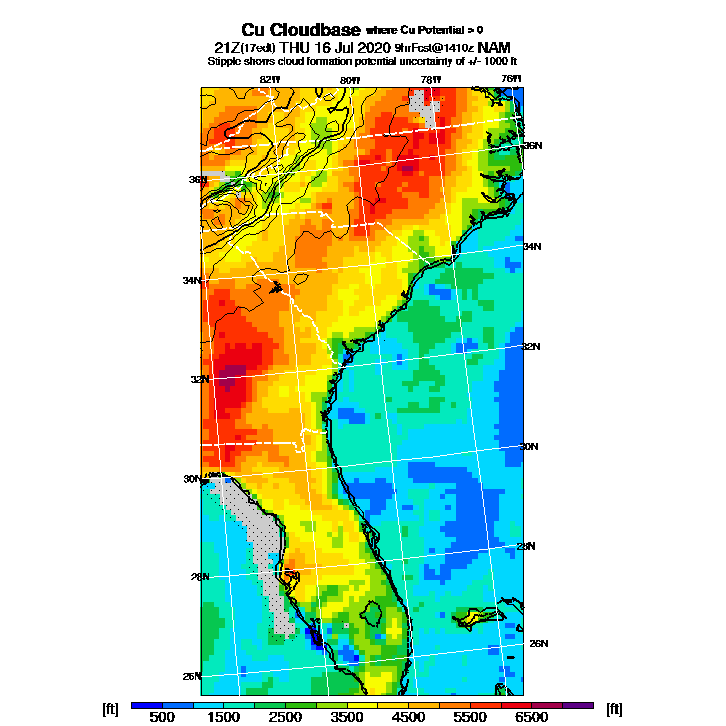 Cu Cloudbase where Cu Potential > 0
21Z(17edt) THU 16 Jul 2020 9hrFcst@1410z NAM
Stipple shows cloud formation potential uncertainty of +/- 1000 ft
82W 80W 78W 76W
36N
36N
34N
34N
32N
32N
30N
30N
28N
28N
26N
26N
[ft] 500 1500 2500 3500 4500 5500 6500 [ft]